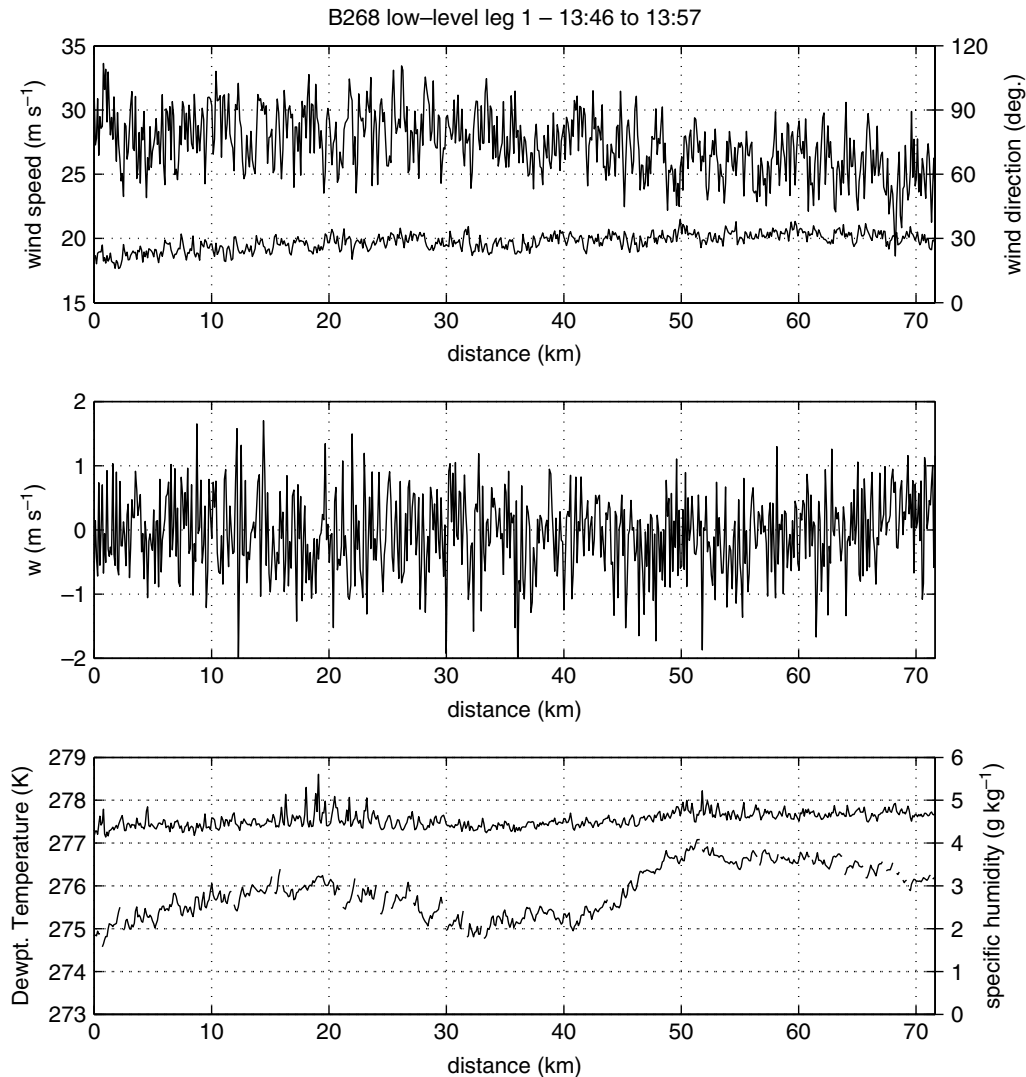 B268 low–level leg 1 – 13:46 to 13:57
35
30
25
20
15
wind speed (m s⁻¹)
120
90
60
30
0
wind direction (deg.)
0 10 20 30 40 50 60 70
distance (km)
2
1
0
–1
–2
w (m s⁻¹)
0 10 20 30 40 50 60 70
distance (km)
279
278
277
276
275
274
273
Dewpt. Temperature (K)
6
5
4
3
2
1
0
specific humidity (g kg⁻¹)
0 10 20 30 40 50 60 70
distance (km)